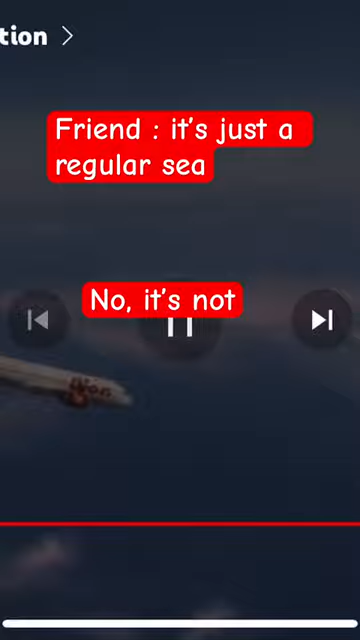 tion
Friend : it's just a
regular sea
No, it's not